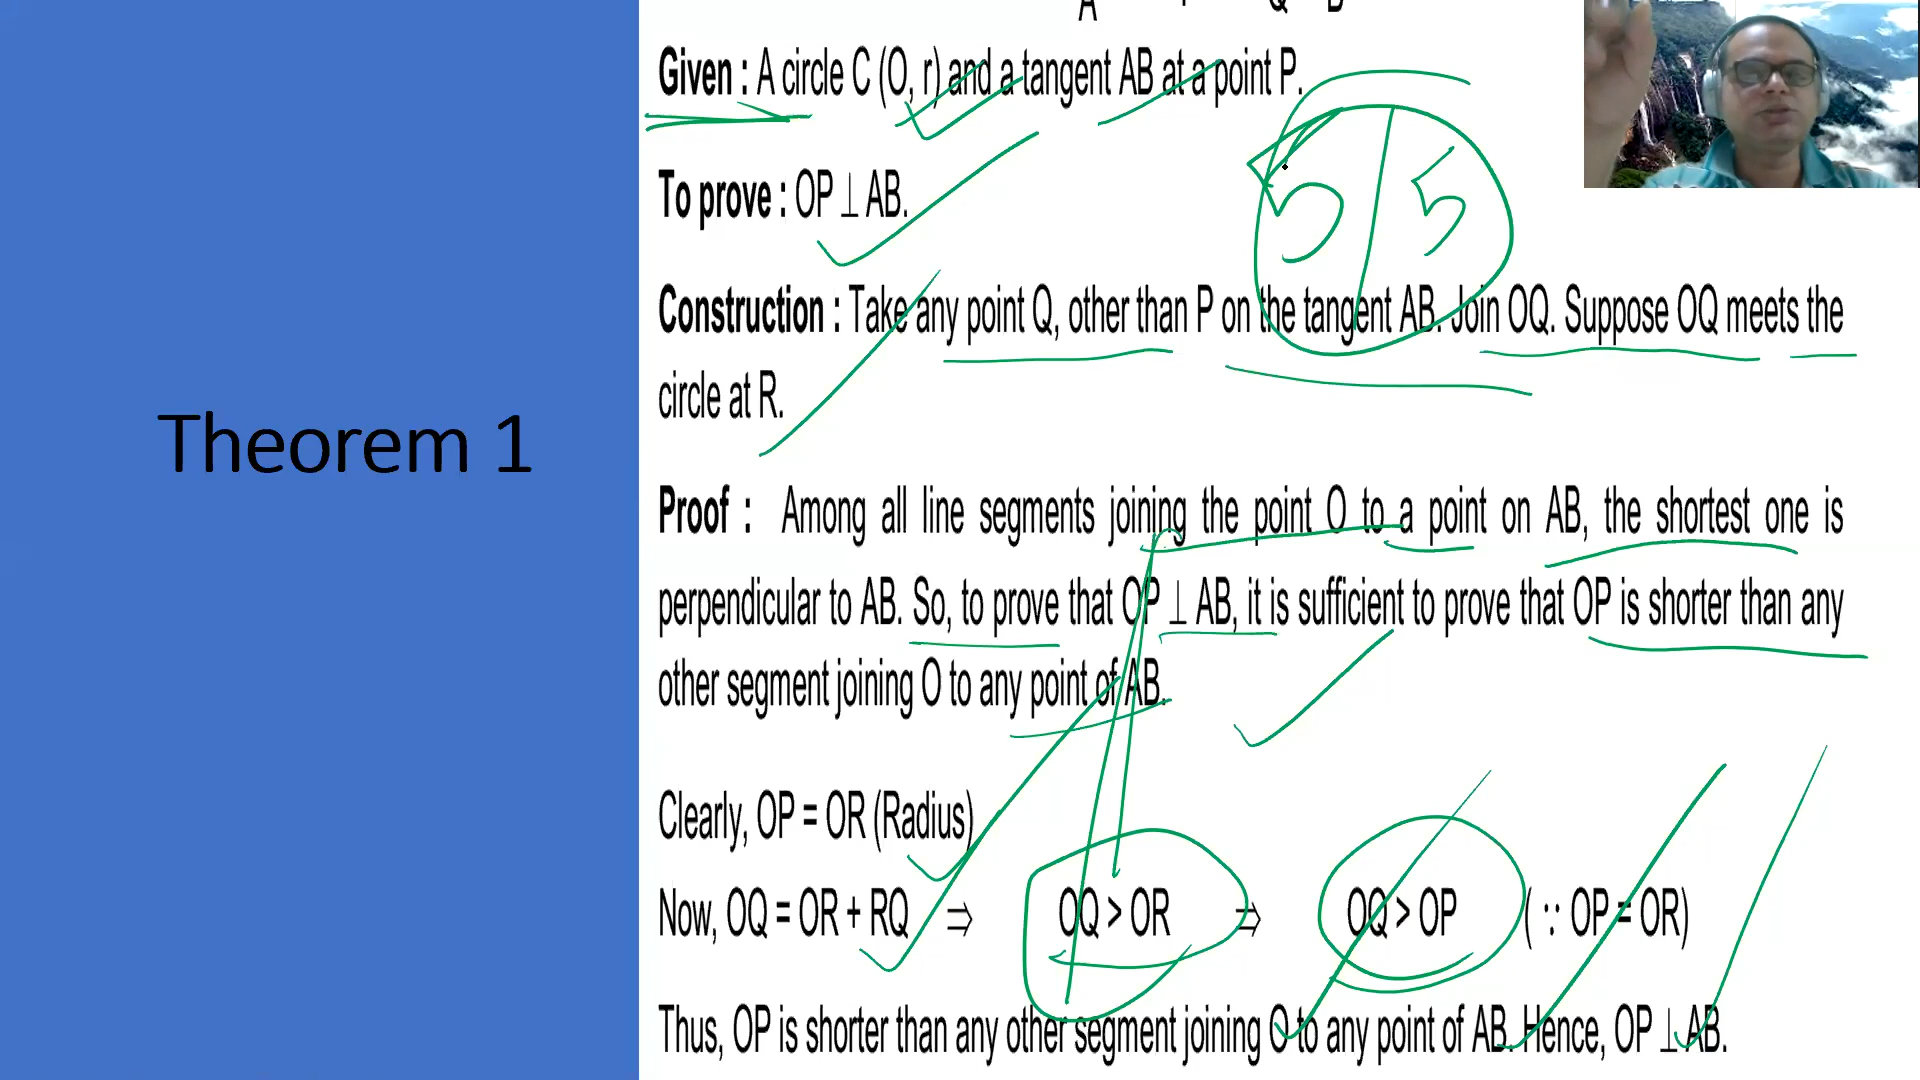 A Q B
Given : A circle C (O, r) and a tangent AB at a point P.
To prove : OP ⊥ AB.
5/5
Construction : Take any point Q, other than P on the tangent AB. Join OQ. Suppose OQ meets the
circle at R.
Theorem 1
Proof : Among all line segments joining the point O to a point on AB, the shortest one is
perpendicular to AB. So, to prove that OP ⊥ AB, it is sufficient to prove that OP is shorter than any
other segment joining O to any point of AB.
Clearly, OP = OR (Radius)
Now, OQ = OR + RQ ⇒ OQ > OR ⇒ OQ > OP ( ∵ OP = OR)
Thus, OP is shorter than any other segment joining O to any point of AB. Hence, OP ⊥ AB.